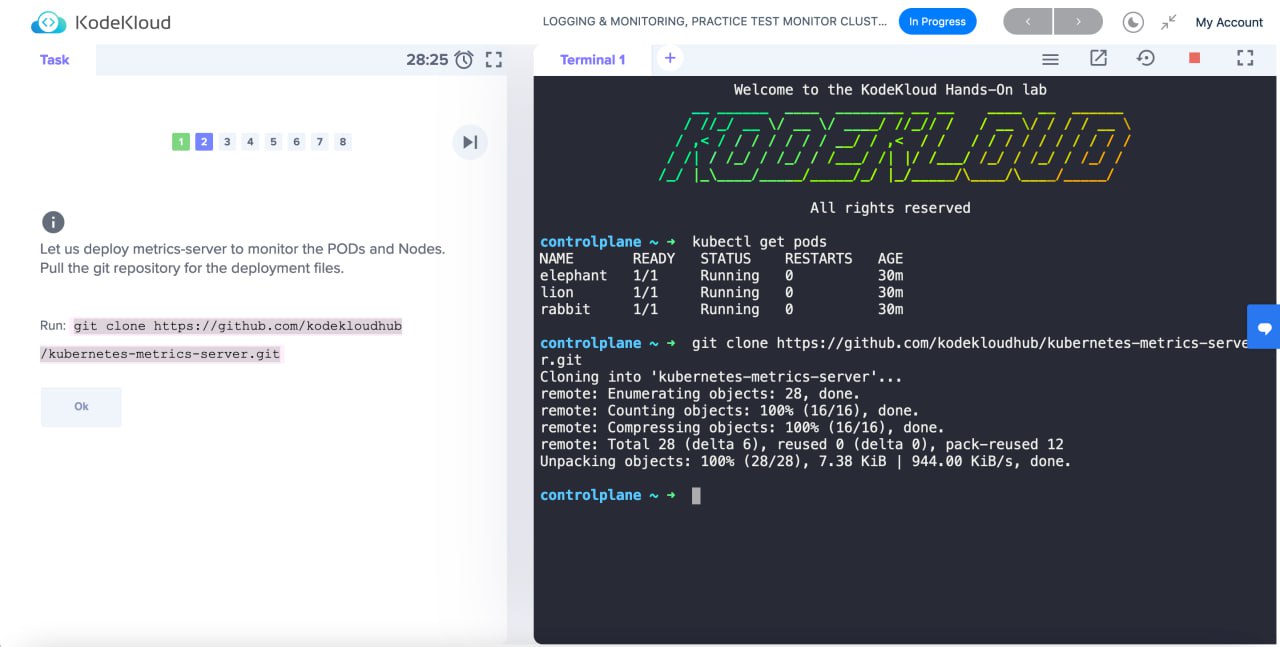 KodeKloud
LOGGING & MONITORING, PRACTICE TEST MONITOR CLUST...
In Progress
My Account
Task
28:25
Terminal 1
+
1 2 3 4 5 6 7 8
Let us deploy metrics-server to monitor the PODs and Nodes.
Pull the git repository for the deployment files.
Run: git clone https://github.com/kodekloudhub
/kubernetes-metrics-server.git
Ok
Welcome to the KodeKloud Hands-On lab
KODEKLOUD
All rights reserved
controlplane ~ ➜ kubectl get pods
NAME READY STATUS RESTARTS AGE
elephant 1/1 Running 0 30m
lion 1/1 Running 0 30m
rabbit 1/1 Running 0 30m
controlplane ~ ➜ git clone https://github.com/kodekloudhub/kubernetes-metrics-serve
r.git
Cloning into 'kubernetes-metrics-server'...
remote: Enumerating objects: 28, done.
remote: Counting objects: 100% (16/16), done.
remote: Compressing objects: 100% (16/16), done.
remote: Total 28 (delta 6), reused 0 (delta 0), pack-reused 12
Unpacking objects: 100% (28/28), 7.38 KiB | 944.00 KiB/s, done.
controlplane ~ ➜